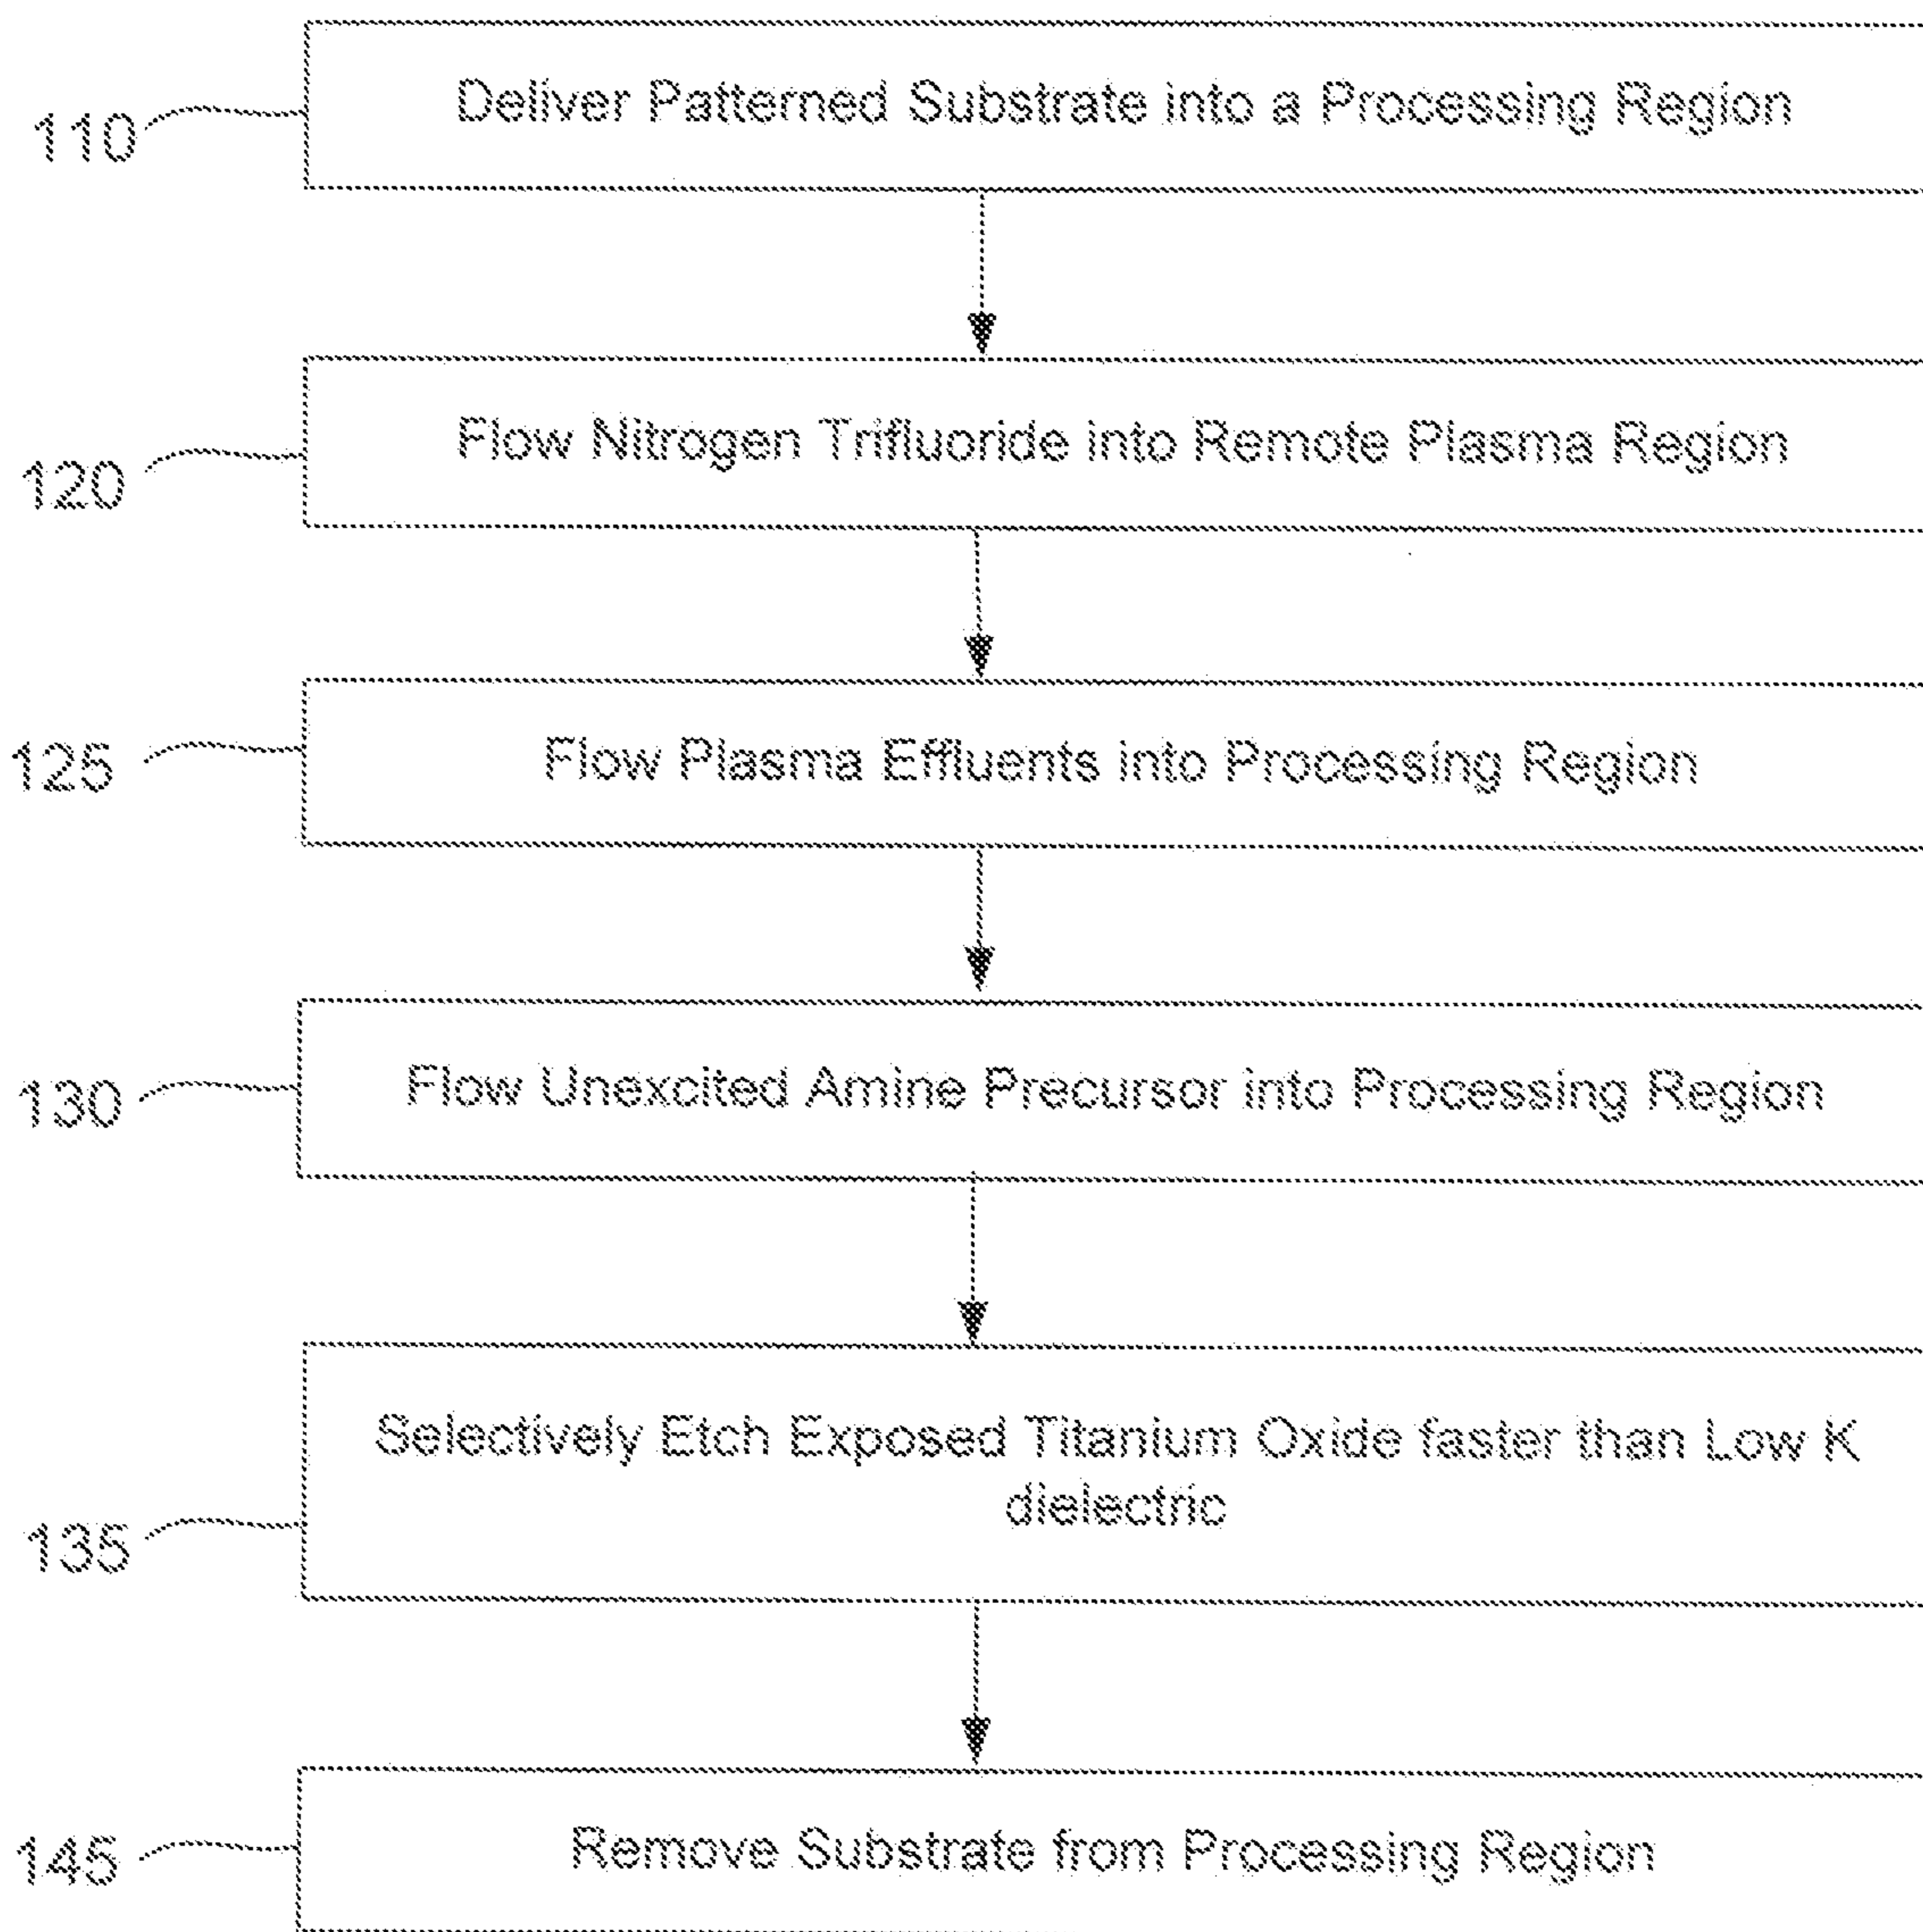 110
Deliver Patterned Substrate into a Processing Region
120
Flow Nitrogen Trifluoride into Remote Plasma Region
125
Flow Plasma Effluents into Processing Region
130
Flow Unexcited Amine Precursor into Processing Region
135
Selectively Etch Exposed Titanium Oxide faster than Low K
dielectric
145
Remove Substrate from Processing Region